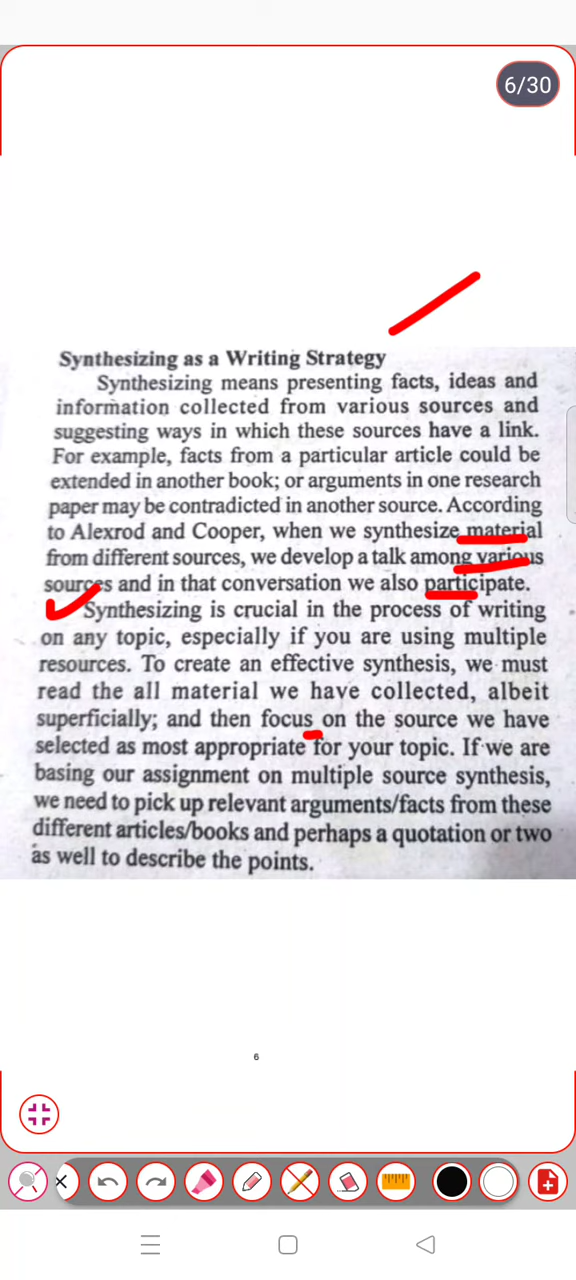 6/30
Synthesizing as a Writing Strategy
Synthesizing means presenting facts, ideas and
information collected from various sources and
suggesting ways in which these sources have a link.
For example, facts from a particular article could be
extended in another book; or arguments in one research
paper may be contradicted in another source. According
to Alexrod and Cooper, when we synthesize material
from different sources, we develop a talk among various
sources and in that conversation we also participate.
Synthesizing is crucial in the process of writing
on any topic, especially if you are using multiple
resources. To create an effective synthesis, we must
read the all material we have collected, albeit
superficially; and then focus on the source we have
selected as most appropriate for your topic. If we are
basing our assignment on multiple source synthesis,
we need to pick up relevant arguments/facts from these
different articles/books and perhaps a quotation or two
as well to describe the points.
6